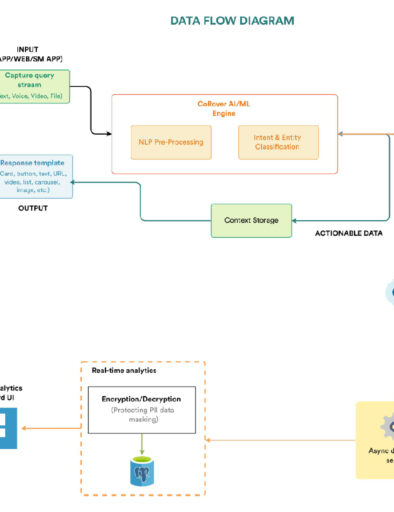 DATA FLOW DIAGRAM
INPUT
APP/WEB/SM APP)
Capture query
stream
Text, Voice, Video, File)
CoRover AI/ML
Engine
NLP Pre-Processing
Intent & Entity
Classification
Response template
Card, button, text, URL,
video, list, carousel,
image, etc.)
OUTPUT
Context Storage
ACTIONABLE DATA
Real-time analytics
Encryption/Decryption
(Protecting PII data
masking)
alytics
rd UI
Async d
se